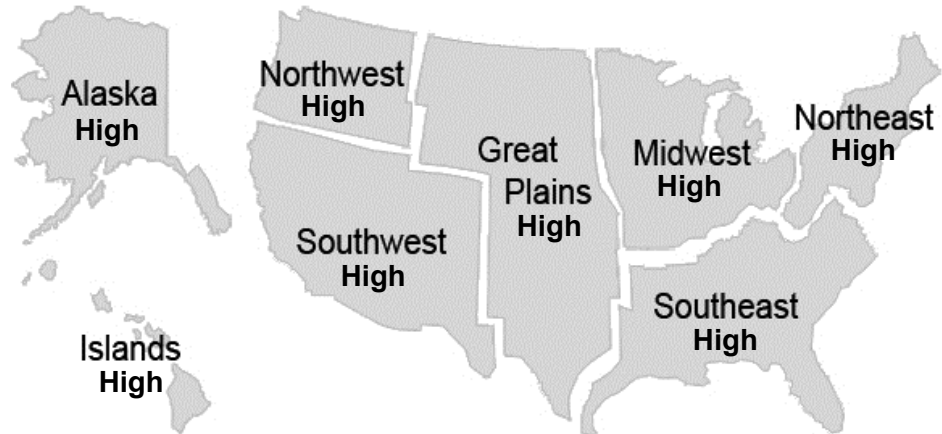 Alaska
High
Northwest
High
Great
Plains
High
Midwest
High
Northeast
High
Southwest
High
Southeast
High
Islands
High